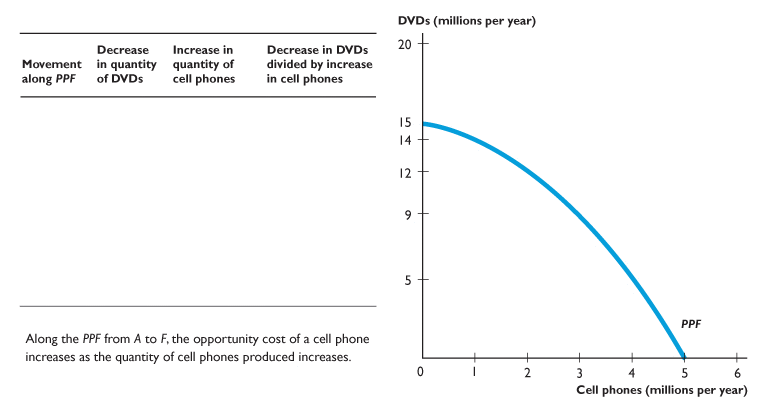 Movement
along PPF
Decrease
in quantity
of DVDs
Increase in
quantity of
cell phones
Decrease in DVDs
divided by increase
in cell phones
Along the PPF from A to F, the opportunity cost of a cell phone
increases as the quantity of cell phones produced increases.
DVDs (millions per year)
20
15
14
12
9
5
PPF
0 1 2 3 4 5 6
Cell phones (millions per year)